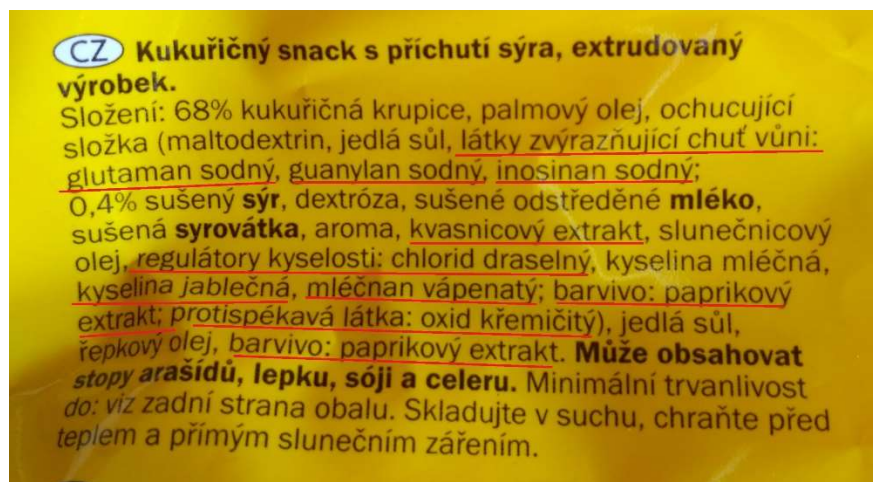 CZ Kukuřičný snack s příchutí sýra, extrudovaný
výrobek.
Složení: 68% kukuřičná krupice, palmový olej, ochucující
složka (maltodextrin, jedlá sůl, látky zvýrazňující chuť vůni:
glutaman sodný, guanylan sodný, inosinan sodný;
0,4% sušený sýr, dextróza, sušené odstředěné mléko,
sušená syrovátka, aroma, kvasnicový extrakt, slunečnicový
olej, regulátory kyselosti: chlorid draselný, kyselina mléčná,
kyselina jablečná, mléčnan vápenatý; barvivo: paprikový
extrakt; protispékavá látka: oxid křemičitý), jedlá sůl,
řepkový olej, barvivo: paprikový extrakt. Může obsahovat
stopy arašídů, lepku, sóji a celeru. Minimální trvanlivost
do: viz zadní strana obalu. Skladujte v suchu, chraňte před
teplem a přímým slunečním zářením.